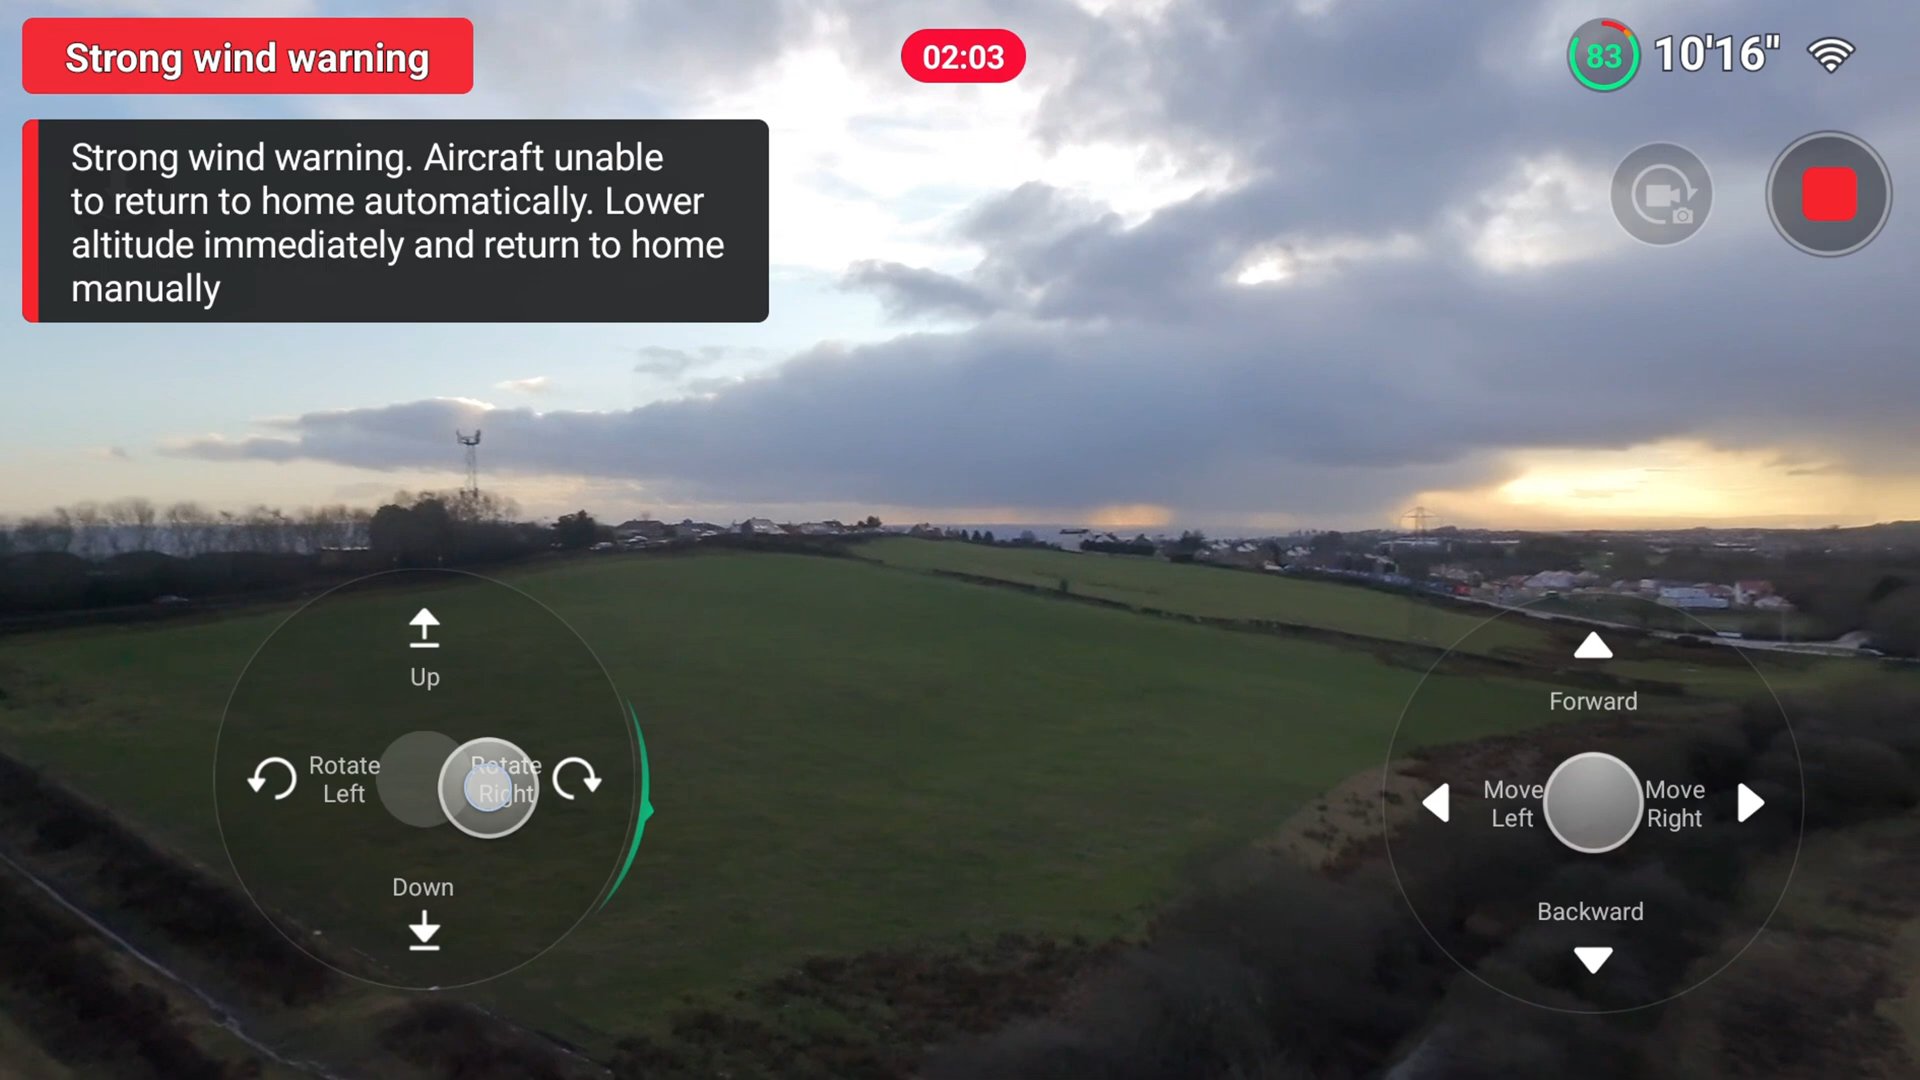 Strong wind warning
02:03
83
10'16"
Strong wind warning. Aircraft unable
to return to home automatically. Lower
altitude immediately and return to home
manually
Up
Rotate
Left
Rotate
Right
Down
Forward
Move
Left
Move
Right
Backward